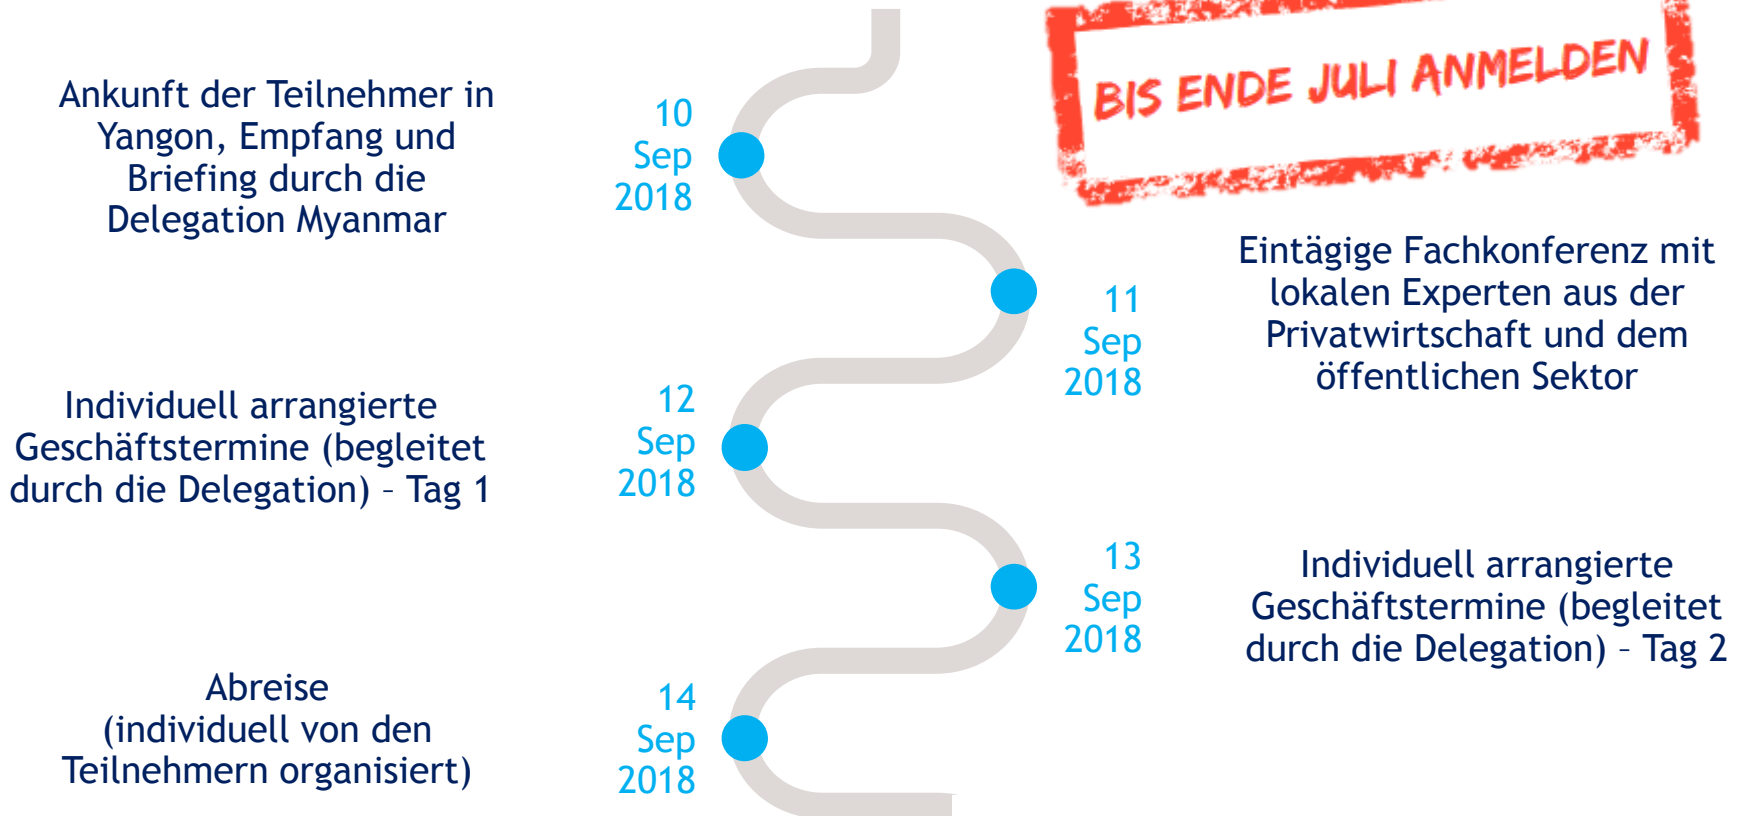 BIS ENDE JULI ANMELDEN
Ankunft der Teilnehmer in
Yangon, Empfang und
Briefing durch die
Delegation Myanmar
10
Sep
2018
11
Sep
2018
Eintägige Fachkonferenz mit
lokalen Experten aus der
Privatwirtschaft und dem
öffentlichen Sektor
Individuell arrangierte
Geschäftstermine (begleitet
durch die Delegation) – Tag 1
12
Sep
2018
13
Sep
2018
Individuell arrangierte
Geschäftstermine (begleitet
durch die Delegation) – Tag 2
Abreise
(individuell von den
Teilnehmern organisiert)
14
Sep
2018